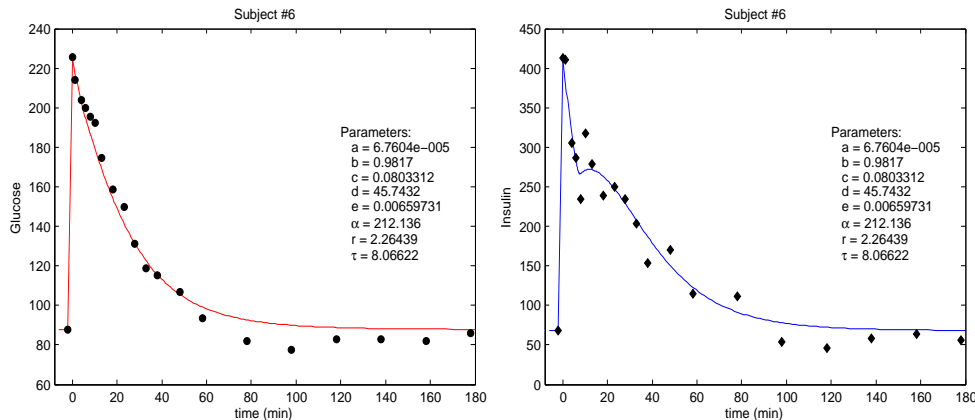 Subject #6
240
220
200
180
160
140
120
100
80
60
Glucose
Parameters:
a = 6.7604e−005
b = 0.9817
c = 0.0803312
d = 45.7432
e = 0.00659731
α = 212.136
r = 2.26439
τ = 8.06622
0 20 40 60 80 100 120 140 160 180
time (min)
Subject #6
450
400
350
300
250
200
150
100
50
0
Insulin
Parameters:
a = 6.7604e−005
b = 0.9817
c = 0.0803312
d = 45.7432
e = 0.00659731
α = 212.136
r = 2.26439
τ = 8.06622
0 20 40 60 80 100 120 140 160 180
time (min)